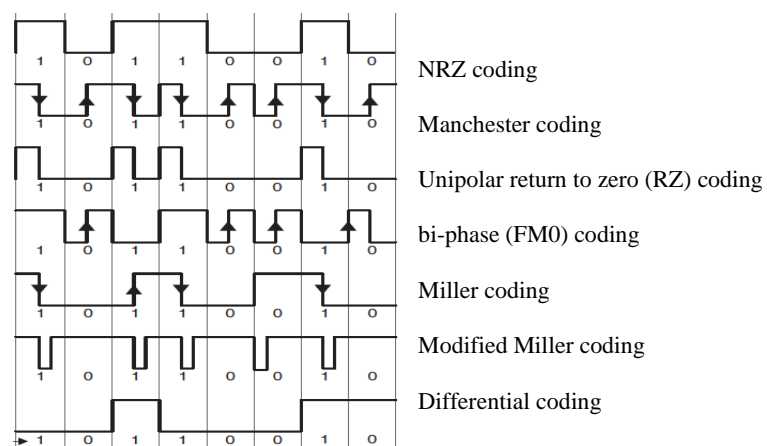 1 0 1 1 0 0 1 0
NRZ coding
1 0 1 1 0 0 1 0
Manchester coding
1 0 1 1 0 0 1 0
Unipolar return to zero (RZ) coding
1 0 1 1 0 0 1 0
bi-phase (FM0) coding
1 0 1 1 0 0 1 0
Miller coding
1 0 1 1 0 0 1 0
Modified Miller coding
1 0 1 1 0 0 1 0
Differential coding